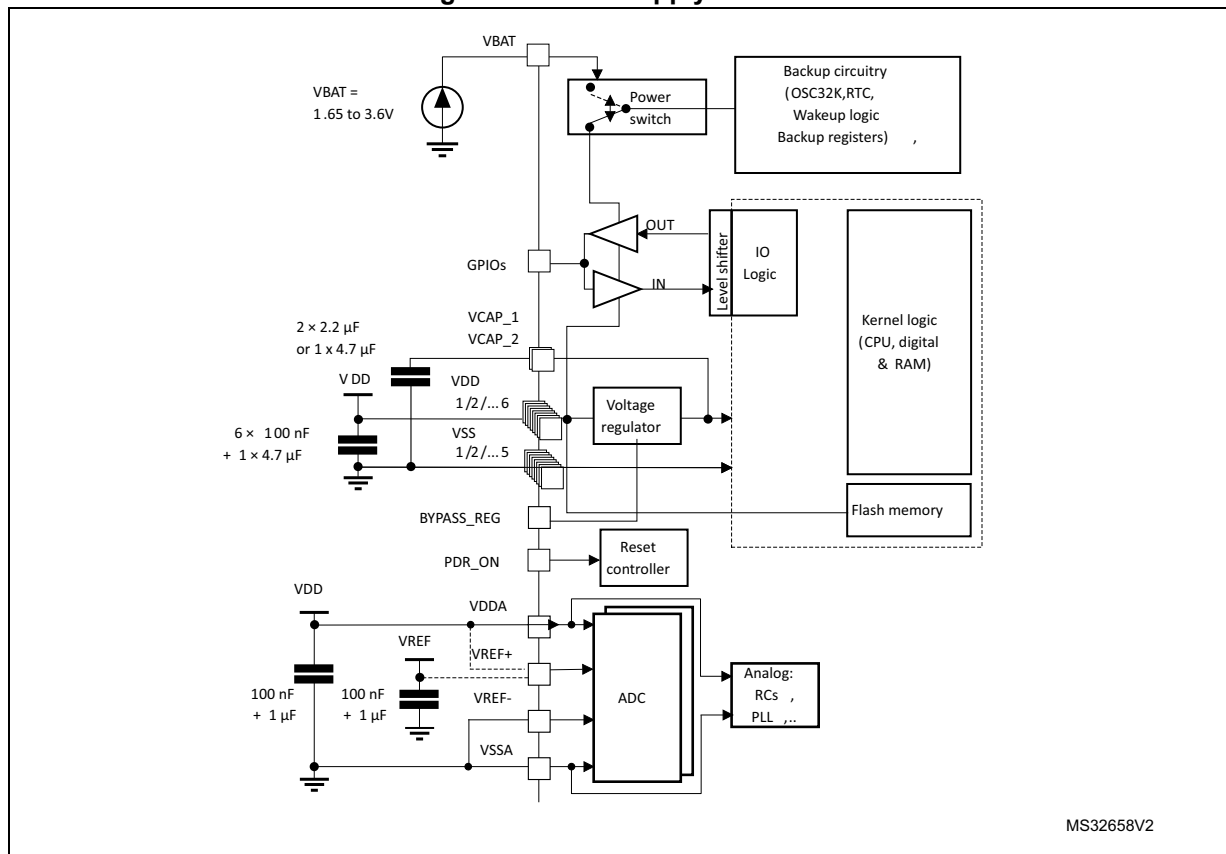 VBAT
VBAT =
1.65 to 3.6V
Power
switch
Backup circuitry
(OSC32K,RTC,
Wakeup logic
Backup registers) ,
OUT
GPIOs
IN
Level shifter
IO
Logic
Kernel logic
(CPU, digital
& RAM)
VCAP_1
VCAP_2
2 × 2.2 µF
or 1 x 4.7 µF
V DD
VDD
1/2/... 6
Voltage
regulator
6 × 100 nF
+ 1 × 4.7 µF
VSS
1/2/... 5
Flash memory
BYPASS_REG
PDR_ON
Reset
controller
VDD
VDDA
VREF
VREF+
100 nF
+ 1 µF
100 nF
+ 1 µF
VREF-
ADC
Analog:
RCs ,
PLL ,..
VSSA
MS32658V2